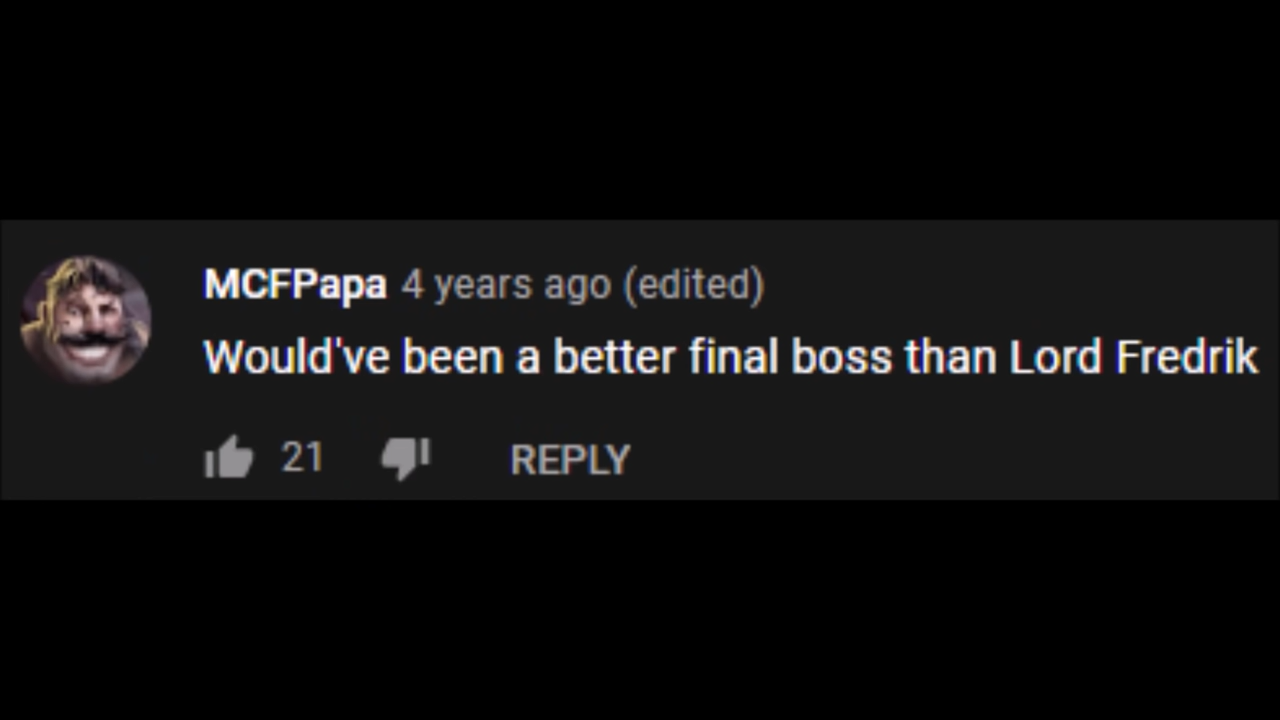 MCFPapa 4 years ago (edited)
Would've been a better final boss than Lord Fredrik
21 REPLY